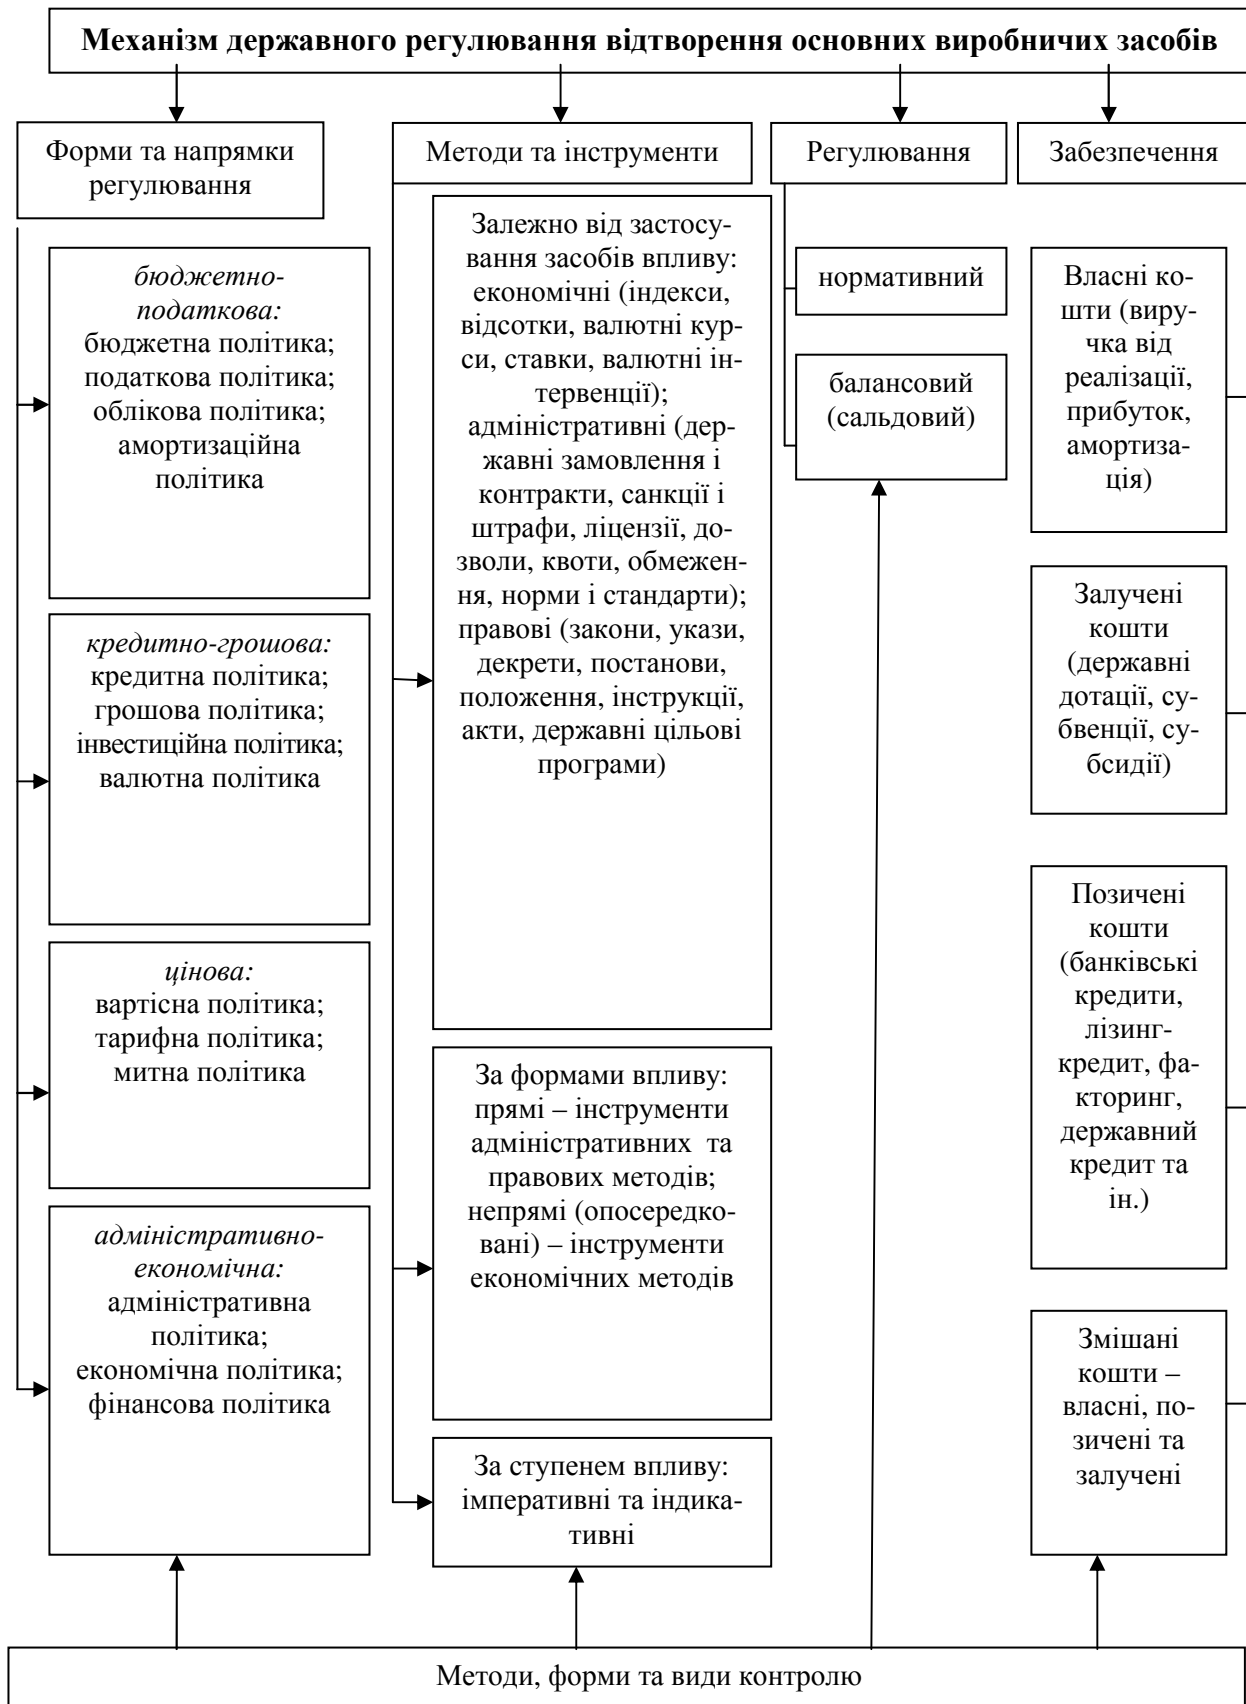 Механізм державного регулювання відтворення основних виробничих засобів
Форми та напрямки
регулювання
бюджетно-
податкова:
бюджетна політика;
податкова політика;
облікова політика;
амортизаційна
політика
кредитно-грошова:
кредитна політика;
грошова політика;
інвестиційна політика;
валютна політика
цінова:
вартісна політика;
тарифна політика;
митна політика
адміністративно-
економічна:
адміністративна
політика;
економічна політика;
фінансова політика
Методи та інструменти
Залежно від застосу-
вання засобів впливу:
економічні (індекси,
відсотки, валютні кур-
си, ставки, валютні ін-
тервенції);
адміністративні (дер-
жавні замовлення і
контракти, санкції і
штрафи, ліцензії, до-
зволи, квоти, обмежен-
ня, норми і стандарти);
правові (закони, укази,
декрети, постанови,
положення, інструкції,
акти, державні цільові
програми)
За формами впливу:
прямі – інструменти
адміністративних та
правових методів;
непрямі (опосередко-
вані) – інструменти
економічних методів
За ступенем впливу:
імперативні та індика-
тивні
Регулювання
нормативний
балансовий
(сальдовий)
Забезпечення
Власні ко-
шти (виру-
чка від
реалізації,
прибуток,
амортиза-
ція)
Залучені
кошти
(державні
дотації, су-
бвенції, су-
бсидії)
Позичені
кошти
(банківські
кредити,
лізинг-
кредит, фа-
кторинг,
державний
кредит та
ін.)
Змішані
кошти –
власні, по-
зичені та
залучені
Методи, форми та види контролю